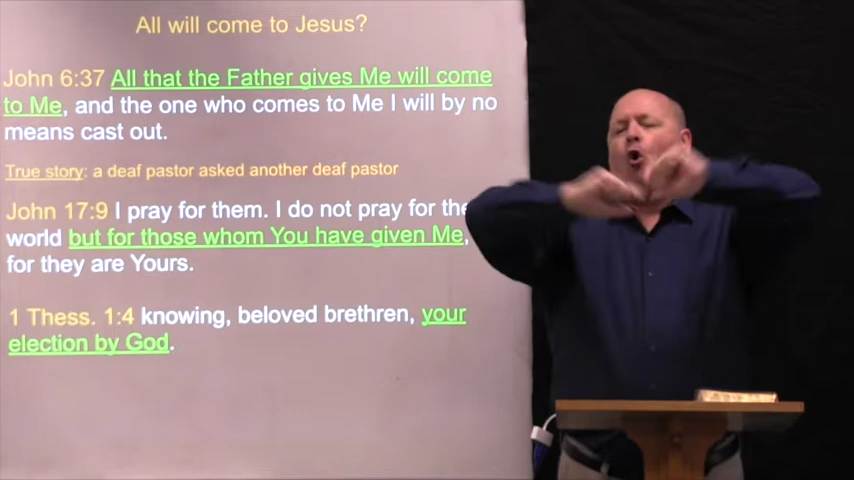 All will come to Jesus?
John 6:37 All that the Father gives Me will come
to Me, and the one who comes to Me I will by no
means cast out.
True story: a deaf pastor asked another deaf pastor
John 17:9 I pray for them. I do not pray for the
world but for those whom You have given Me,
for they are Yours.
1 Thess. 1:4 knowing, beloved brethren, your
election by God.